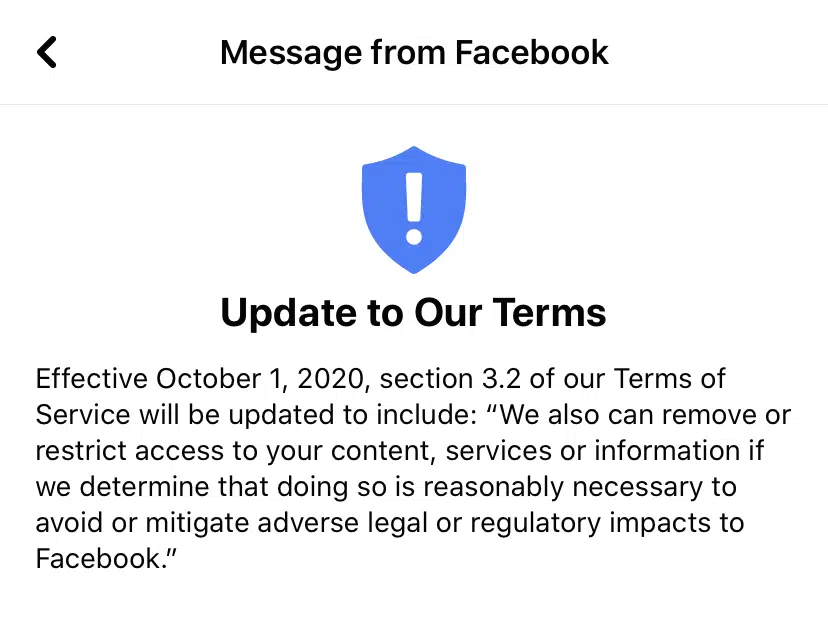 Message from Facebook
Update to Our Terms
Effective October 1, 2020, section 3.2 of our Terms of
Service will be updated to include: “We also can remove or
restrict access to your content, services or information if
we determine that doing so is reasonably necessary to
avoid or mitigate adverse legal or regulatory impacts to
Facebook.”